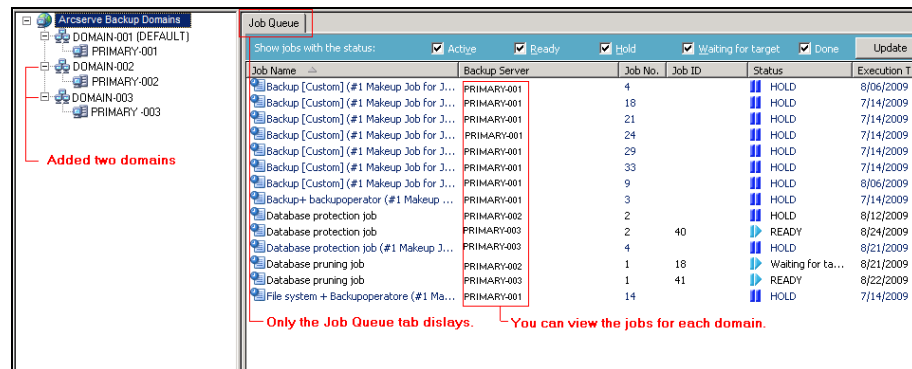 Arcserve Backup Domains
DOMAIN-001 (DEFAULT)
PRIMARY-001
DOMAIN-002
PRIMARY-002
DOMAIN-003
PRIMARY -003
Added two domains
Job Queue
Show jobs with the status: Active Ready Hold Waiting for target Done Update
Job Name Backup Server Job No. Job ID Status Execution T
Backup [Custom] (#1 Makeup Job for J... PRIMARY-001 4 HOLD 8/06/2009
Backup [Custom] (#1 Makeup Job for J... PRIMARY-001 18 HOLD 7/14/2009
Backup [Custom] (#1 Makeup Job for J... PRIMARY-001 21 HOLD 7/14/2009
Backup [Custom] (#1 Makeup Job for J... PRIMARY-001 24 HOLD 7/14/2009
Backup [Custom] (#1 Makeup Job for J... PRIMARY-001 29 HOLD 7/14/2009
Backup [Custom] (#1 Makeup Job for J... PRIMARY-001 33 HOLD 7/14/2009
Backup [Custom] (#1 Makeup Job for J... PRIMARY-001 9 HOLD 8/06/2009
Backup+ backupoperator (#1 Makeup ... PRIMARY-001 3 HOLD 7/14/2009
Database protection job PRIMARY-002 2 HOLD 8/12/2009
Database protection job PRIMARY-003 2 40 READY 8/24/2009
Database protection job (#1 Makeup J... PRIMARY-003 4 HOLD 8/21/2009
Database pruning job PRIMARY-002 1 18 Waiting for ta... 8/21/2009
Database pruning job PRIMARY-003 1 41 READY 8/22/2009
File system + Backupoperatore (#1 Ma... PRIMARY-001 14 HOLD 7/14/2009
Only the Job Queue tab dislays.
You can view the jobs for each domain.